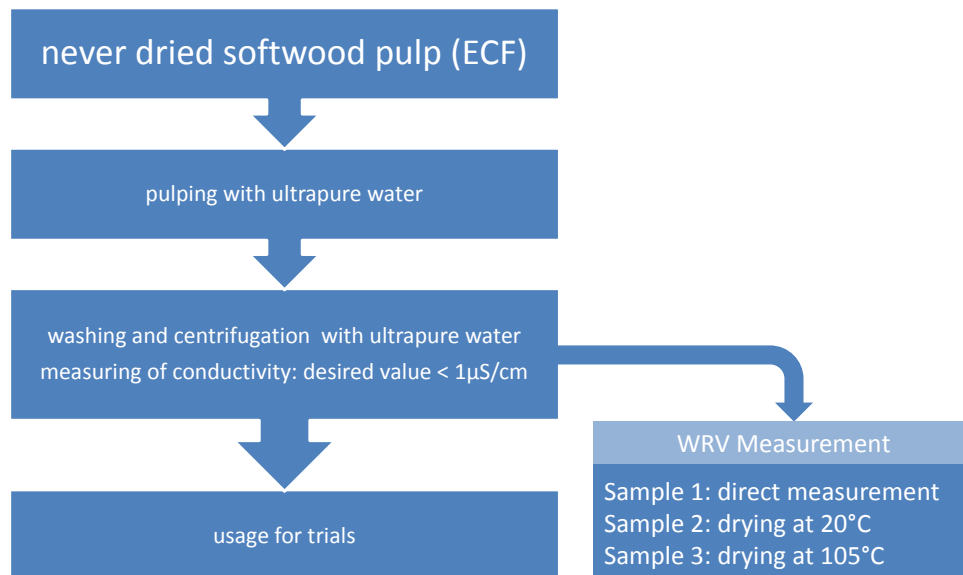 never dried softwood pulp (ECF)
pulping with ultrapure water
washing and centrifugation with ultrapure water
measuring of conductivity: desired value < 1µS/cm
WRV Measurement
Sample 1: direct measurement
Sample 2: drying at 20°C
Sample 3: drying at 105°C
usage for trials